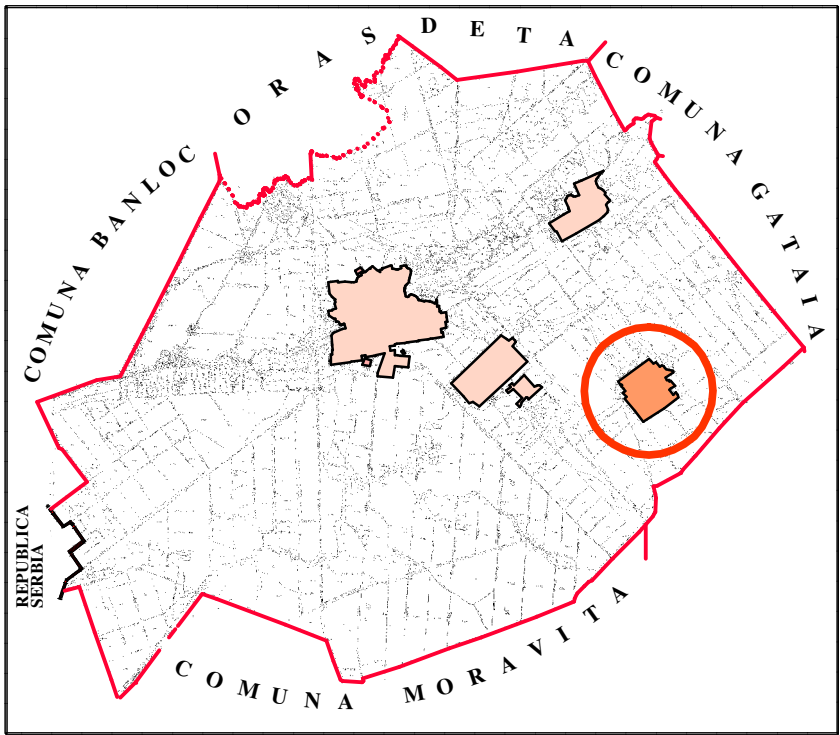 ORAS DETA
COMUNA GATAIA
COMUNA BANLOC
REPUBLICA
SERBIA
COMUNA MORAVITA